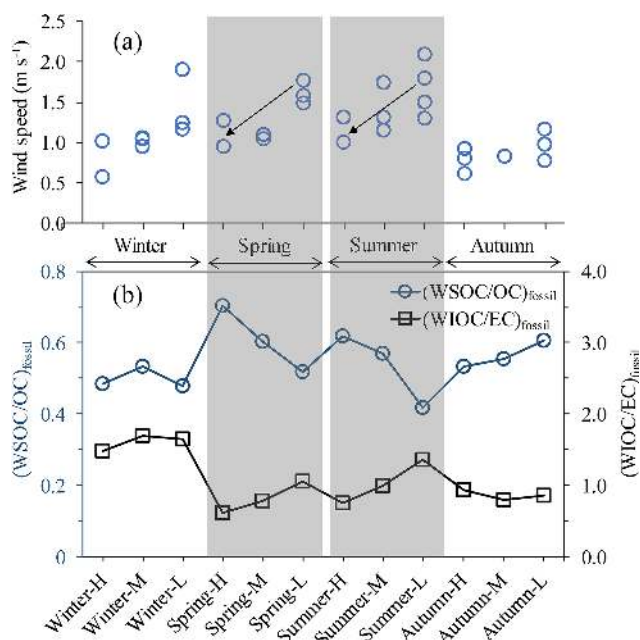 (a)
Wind speed (m s⁻¹)
2.5
2.0
1.5
1.0
0.5
0.0
Winter
Spring
Summer
Autumn
(b)
(WSOC/OC)fossil
(WIOC/EC)fossil
(WSOC/OC)fossil
0.8
0.6
0.4
0.2
0
4.0
3.0
2.0
1.0
0.0
(WIOC/EC)fossil
Winter-H
Winter-M
Winter-L
Spring-H
Spring-M
Spring-L
Summer-H
Summer-M
Summer-L
Autumn-H
Autumn-M
Autumn-L